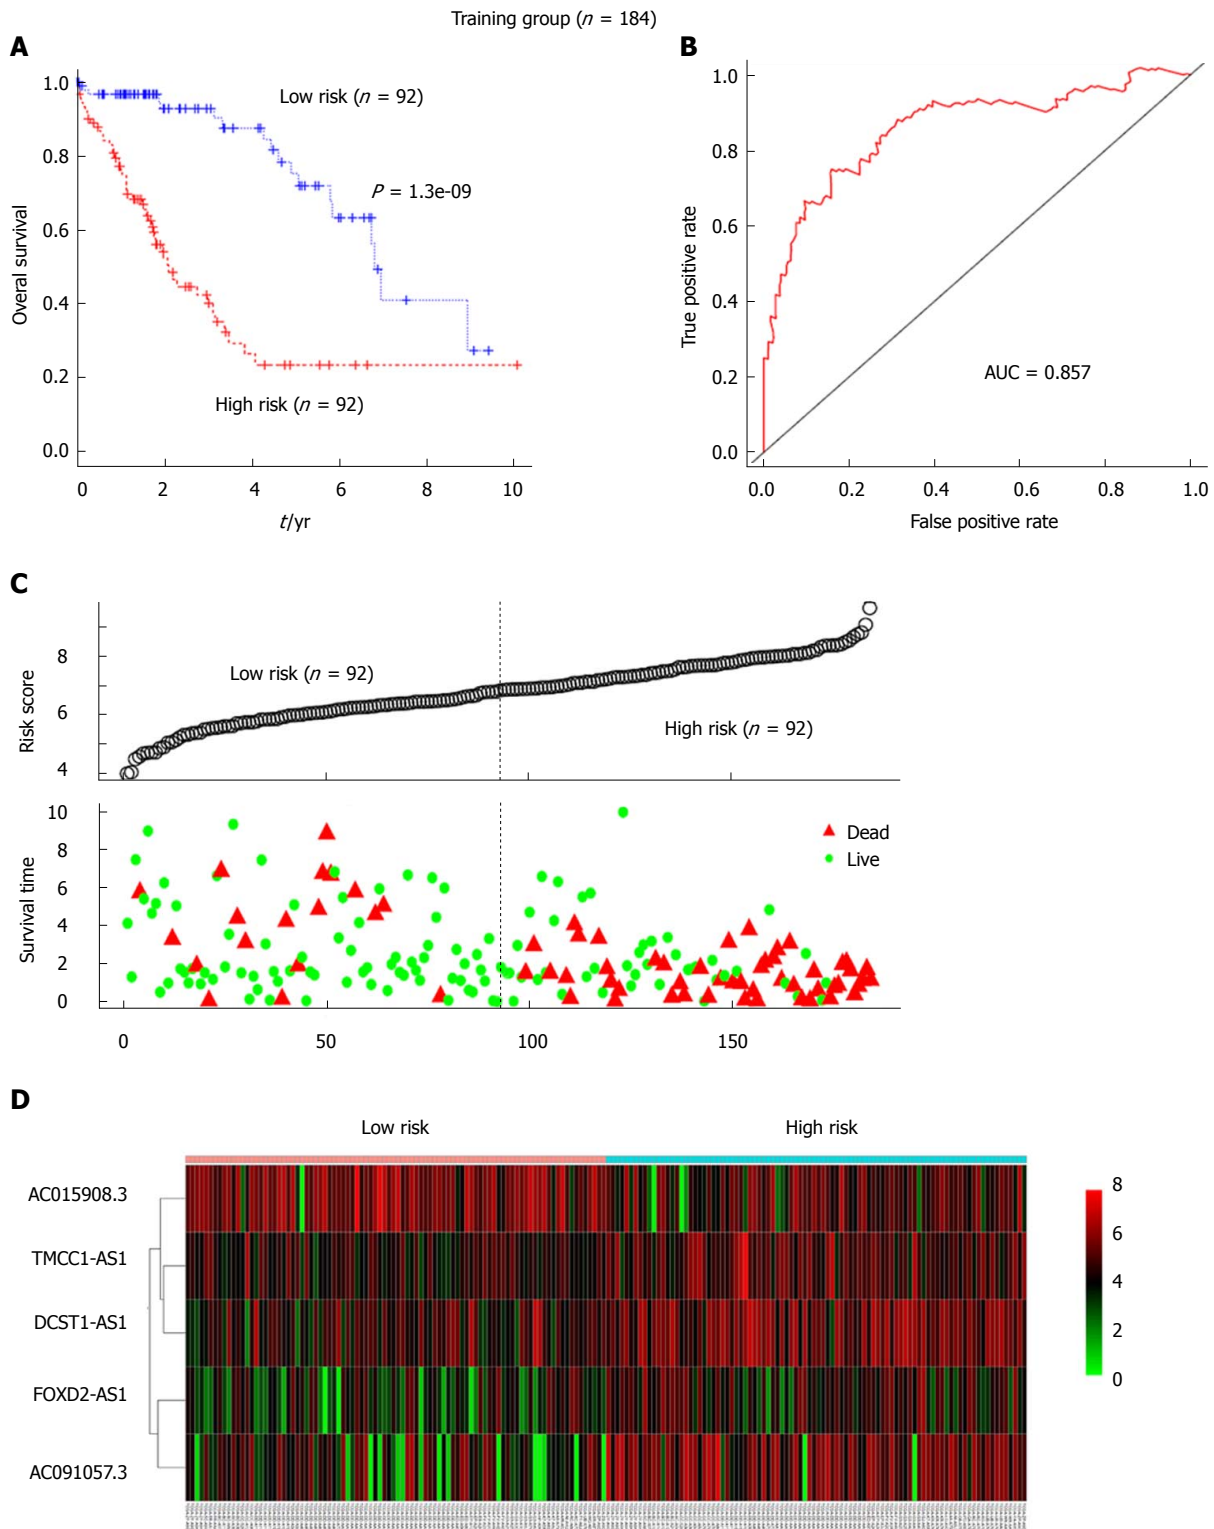 Training group (n = 184)
A
1.0
0.8
0.6
0.4
0.2
0.0
Overal survival
Low risk (n = 92)
P = 1.3e-09
High risk (n = 92)
0 2 4 6 8 10
t/yr
B
1.0
0.8
0.6
0.4
0.2
0.0
True positive rate
AUC = 0.857
0.0 0.2 0.4 0.6 0.8 1.0
False positive rate
C
8
6
4
Risk score
Low risk (n = 92)
High risk (n = 92)
10
8
6
4
2
0
Survival time
Dead
Live
0 50 100 150
D
Low risk High risk
AC015908.3
TMCC1-AS1
DCST1-AS1
FOXD2-AS1
AC091057.3
8
6
4
2
0